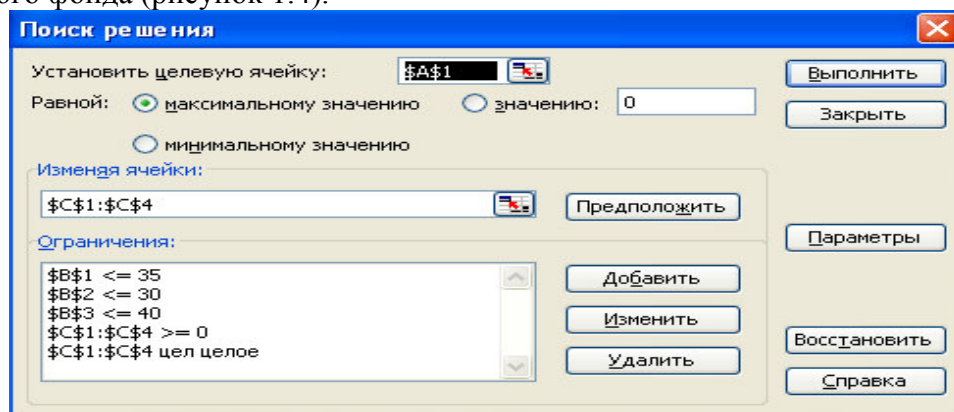 ого фонда (рисунок 1.4).
Поиск решения
Установить целевую ячейку: $A$1
Выполнить
Равной: максимальному значению значению: 0
Закрыть
минимальному значению
Изменяя ячейки:
$C$1:$C$4
Предположить
Параметры
Ограничения:
$B$1 <= 35
$B$2 <= 30
$B$3 <= 40
$C$1:$C$4 >= 0
$C$1:$C$4 цел целое
Добавить
Изменить
Удалить
Восстановить
Справка